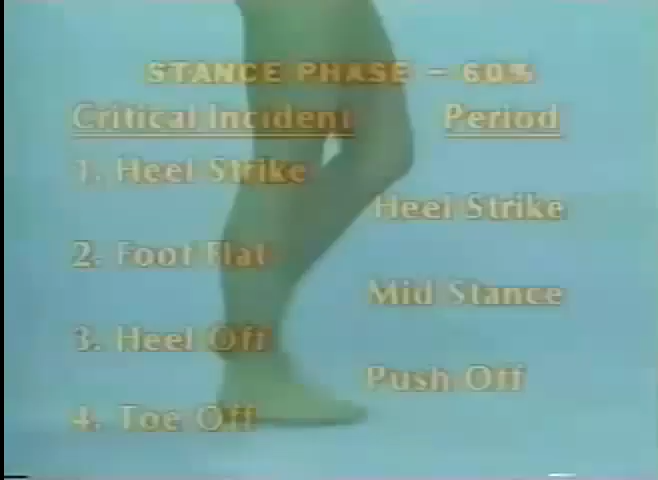 STANCE PHASE - 60%
Critical Incident Period
1. Heel Strike
Heel Strike
2. Foot Flat
Mid Stance
3. Heel Off
Push Off
4. Toe Off